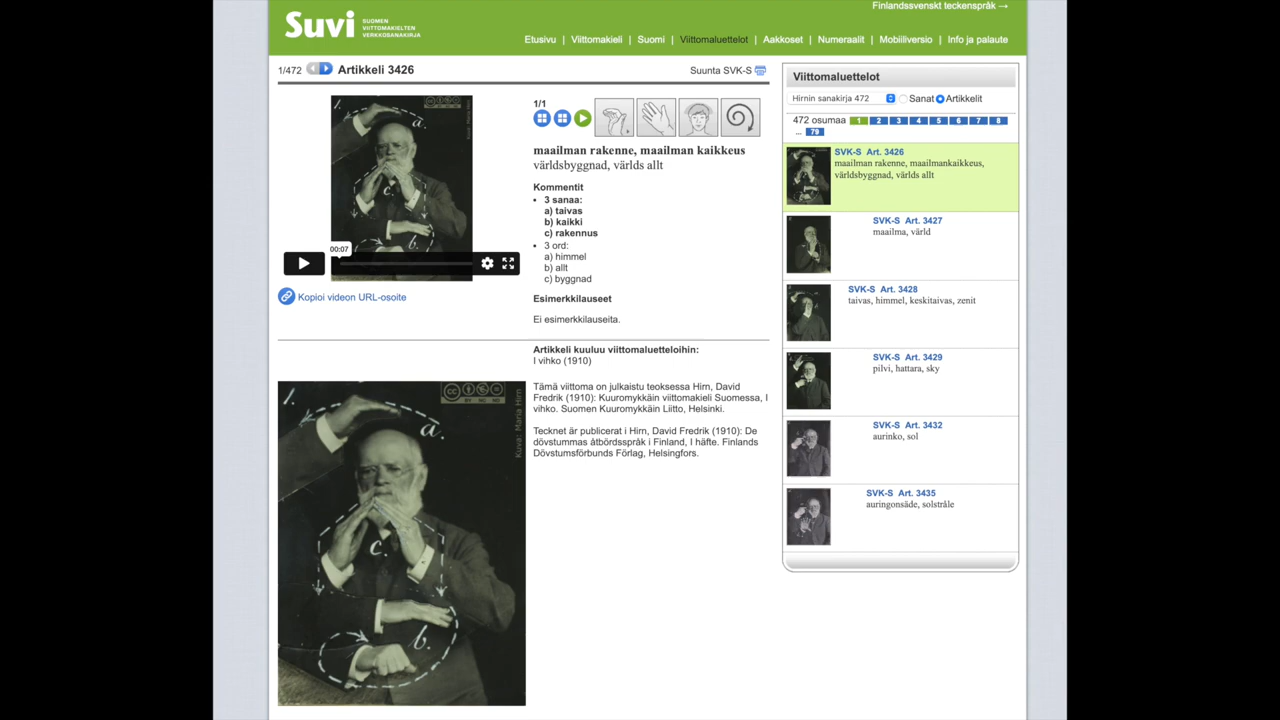 Finlandssvenskt teckenspråk →
Suvi
SUOMEN
VIITTOMAKIELTEN
VERKKOSANAKIRJA
Etusivu | Viittomakieli | Suomi | Viittomaluettelot | Aakkoset | Numeraalit | Mobiiliversio | Info ja palaute
1/472 Artikkeli 3426
Suunta SVK-S
1/1
maailman rakenne, maailman kaikkeus
världsbyggnad, världs allt
Kommentit
• 3 sanaa:
a) taivas
b) kaikki
c) rakennus
• 3 ord:
a) himmel
b) allt
c) byggnad
Esimerkkilauseet
Ei esimerkkilauseita.
00:07
Kopioi videon URL-osoite
Artikkeli kuuluu viittomaluetteloihin:
I vihko (1910)
Tämä viittoma on julkaistu teoksessa Hirn, David
Fredrik (1910): Kuuromykkäin viittomakieli Suomessa, I
vihko. Suomen Kuuromykkäin Liitto, Helsinki.
Tecknet är publicerat i Hirn, David Fredrik (1910): De
dövstummas åtbördsspråk i Finland, I häfte. Finlands
Dövstumsförbunds Förlag, Helsingfors.
1.
a.
c.
b.
Kuva: Maria Hirn
Viittomaluettelot
Hirnin sanakirja 472 Sanat Artikkelit
472 osumaa 1 2 3 4 5 6 7 8
... 79
SVK-S Art. 3426
maailman rakenne, maailmankaikkeus,
världsbyggnad, världs allt
SVK-S Art. 3427
maailma, värld
SVK-S Art. 3428
taivas, himmel, keskitaivas, zenit
SVK-S Art. 3429
pilvi, hattara, sky
SVK-S Art. 3432
aurinko, sol
SVK-S Art. 3435
auringonsäde, solstråle